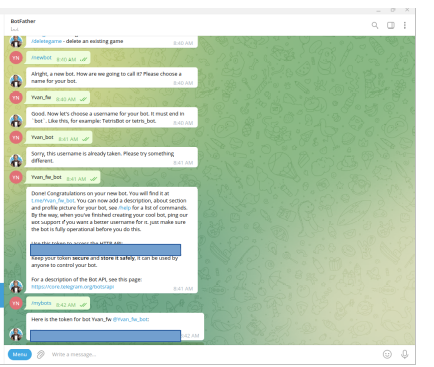 BotFather
/deletegame - delete an existing game
8:40 AM
/newbot 8:40 AM
Alright, a new bot. How are we going to call it? Please choose a
name for your bot.
8:40 AM
Yvan_fw 8:40 AM
Good. Now let's choose a username for your bot. It must end in
`bot`. Like this, for example: TetrisBot or tetris_bot.
8:40 AM
Yvan_bot 8:41 AM
Sorry, this username is already taken. Please try something
different.
8:41 AM
Yvan_fw_bot 8:41 AM
Done! Congratulations on your new bot. You will find it at
t.me/Yvan_fw_bot. You can now add a description, about section
and profile picture for your bot, see /help for a list of commands.
By the way, when you've finished creating your cool bot, ping our
Bot Support if you want a better username for it. Just make sure
the bot is fully operational before you do this.
Use this token to access the HTTP API:
Keep your token secure and store it safely, it can be used by
anyone to control your bot.
For a description of the Bot API, see this page:
https://core.telegram.org/bots/api
8:41 AM
/mybots 8:42 AM
Here is the token for bot Yvan_fw @Yvan_fw_bot:
8:42 AM
Menu
Write a message...
YN
YN
YN
YN
YN